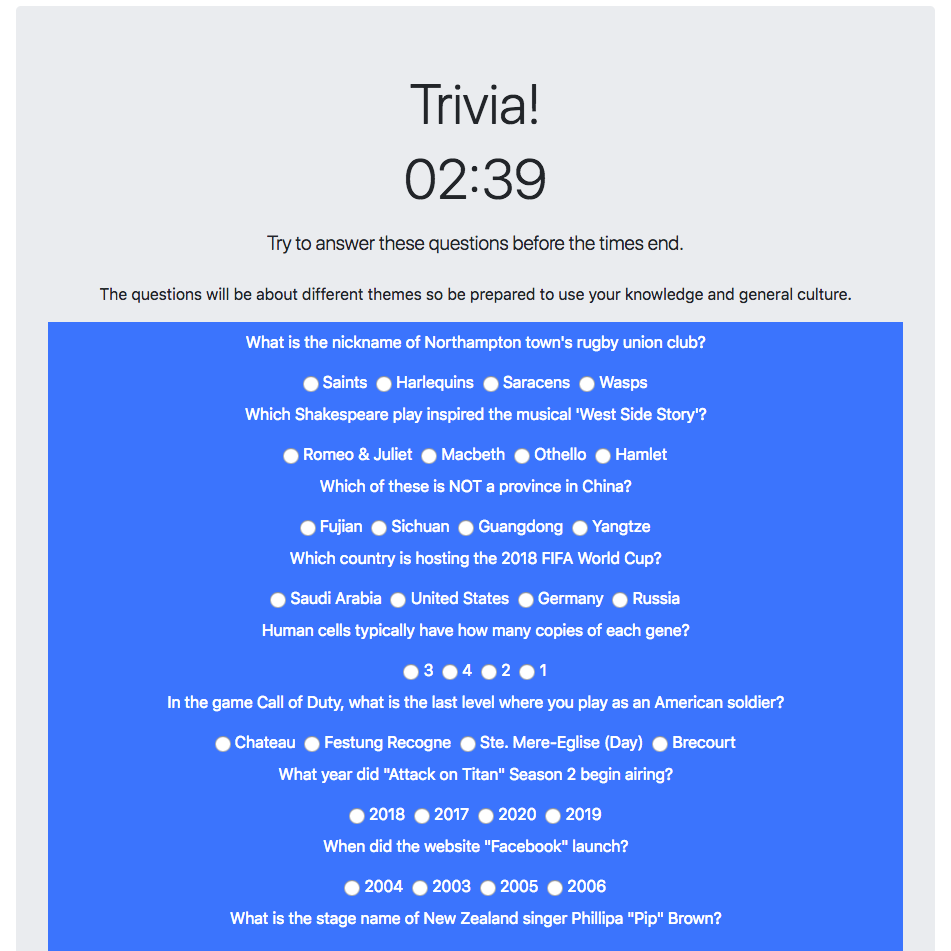 Trivia!
02:39
Try to answer these questions before the times end.
The questions will be about different themes so be prepared to use your knowledge and general culture.
What is the nickname of Northampton town's rugby union club?
Saints Harlequins Saracens Wasps
Which Shakespeare play inspired the musical 'West Side Story'?
Romeo & Juliet Macbeth Othello Hamlet
Which of these is NOT a province in China?
Fujian Sichuan Guangdong Yangtze
Which country is hosting the 2018 FIFA World Cup?
Saudi Arabia United States Germany Russia
Human cells typically have how many copies of each gene?
3 4 2 1
In the game Call of Duty, what is the last level where you play as an American soldier?
Chateau Festung Recogne Ste. Mere-Eglise (Day) Brecourt
What year did "Attack on Titan" Season 2 begin airing?
2018 2017 2020 2019
When did the website "Facebook" launch?
2004 2003 2005 2006
What is the stage name of New Zealand singer Phillipa "Pip" Brown?